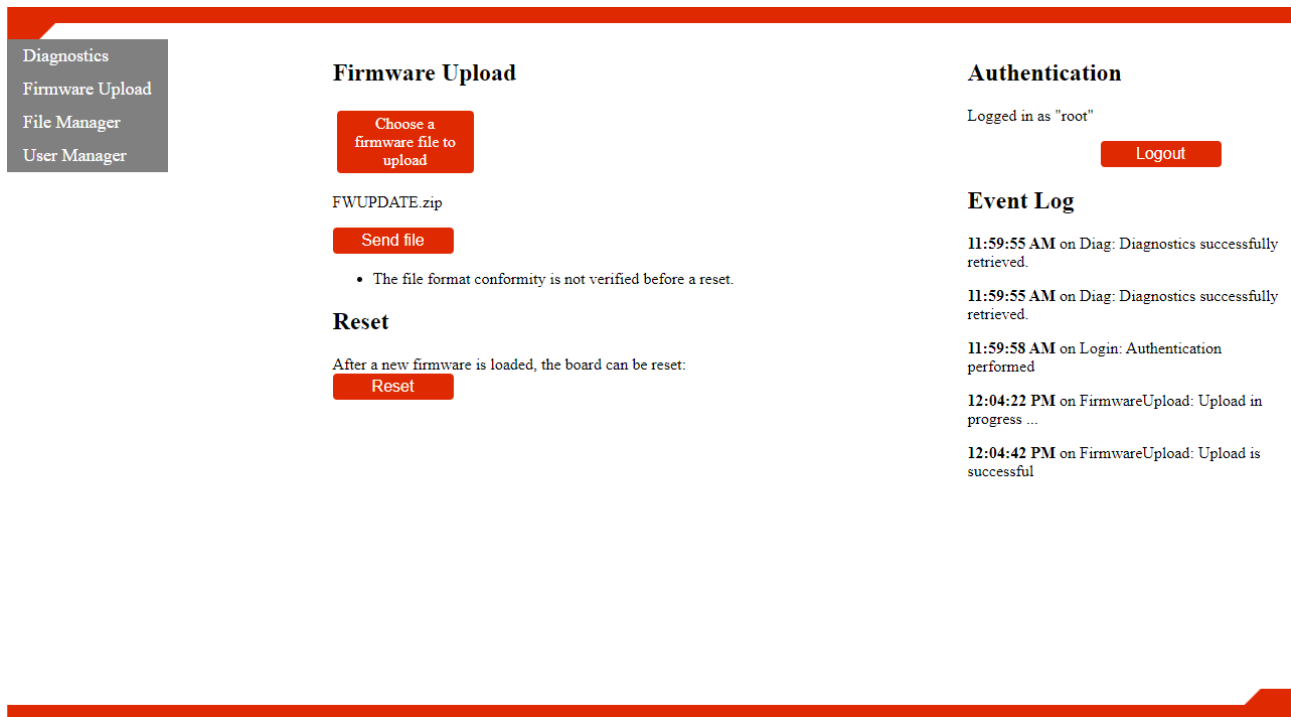 Diagnostics
Firmware Upload
File Manager
User Manager
Firmware Upload
Choose a
firmware file to
upload
FWUPDATE.zip
Send file
• The file format conformity is not verified before a reset.
Reset
After a new firmware is loaded, the board can be reset:
Reset
Authentication
Logged in as "root"
Logout
Event Log
11:59:55 AM on Diag: Diagnostics successfully
retrieved.
11:59:55 AM on Diag: Diagnostics successfully
retrieved.
11:59:58 AM on Login: Authentication
performed
12:04:22 PM on FirmwareUpload: Upload in
progress ...
12:04:42 PM on FirmwareUpload: Upload is
successful